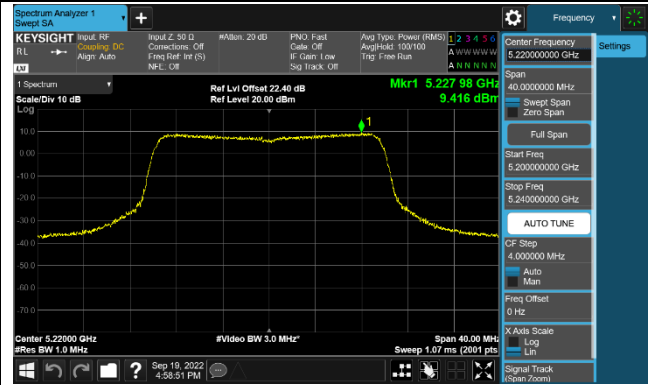 Spectrum Analyzer 1
Swept SA
+
Frequency
KEYSIGHT
RL
LXI
Input: RF
Coupling: DC
Align: Auto
Input Z: 50 Ω
Corrections: Off
Freq Ref: Int (S)
NFE: Off
#Atten: 20 dB
PNO: Fast
Gate: Off
IF Gain: Low
Sig Track: Off
Avg Type: Power (RMS)
Avg|Hold: 100/100
Trig: Free Run
1 2 3 4 5 6
A W W W W W
A N N N N N
1 Spectrum
Scale/Div 10 dB
Log
Ref Lvl Offset 22.40 dB
Ref Level 20.00 dBm
Mkr1 5.227 98 GHz
9.416 dBm
1
10.0
0.00
-10.0
-20.0
-30.0
-40.0
-50.0
-60.0
-70.0
Center 5.22000 GHz
#Res BW 1.0 MHz
#Video BW 3.0 MHz*
Span 40.00 MHz
Sweep 1.07 ms (2001 pts)
Sep 19, 2022
4:58:51 PM
?
Center Frequency
5.220000000 GHz
Span
40.0000000 MHz
Swept Span
Zero Span
Full Span
Start Freq
5.200000000 GHz
Stop Freq
5.240000000 GHz
AUTO TUNE
CF Step
4.000000 MHz
Auto
Man
Freq Offset
0 Hz
X Axis Scale
Log
Lin
Signal Track
(Span Zoom)
Settings